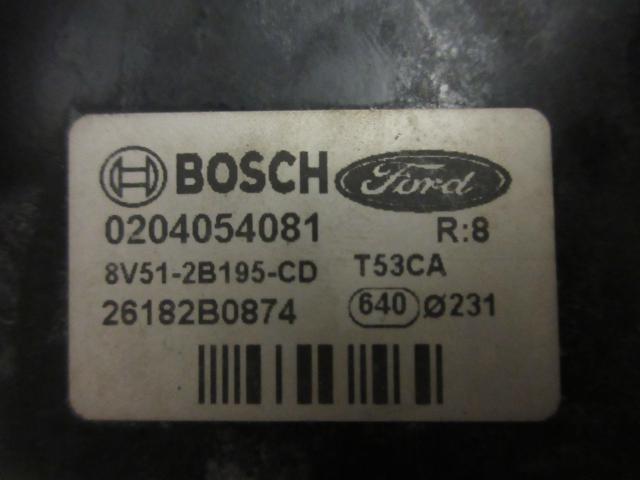 BOSCH Ford
0204054081 R:8
8V51-2B195-CD T53CA
26182B0874 640 Ø231